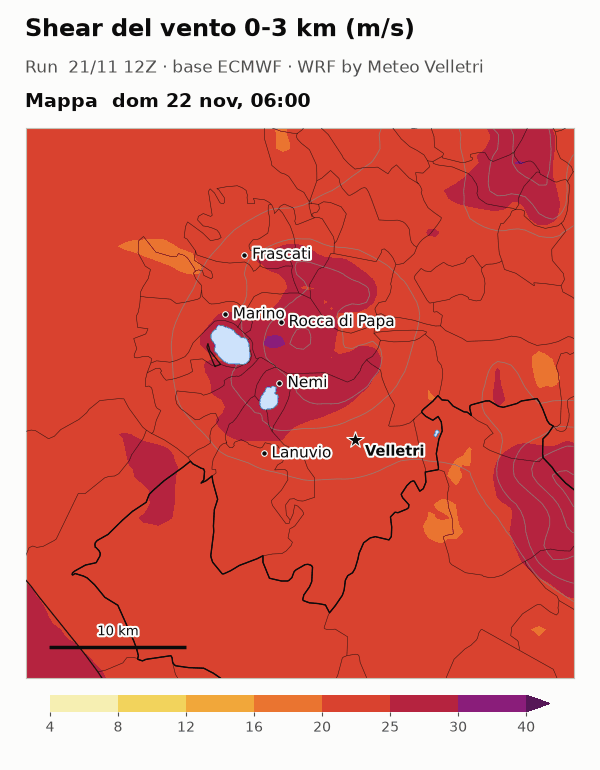 Shear del vento 0-3 km (m/s)
Run  21/11 12Z · base ECMWF · WRF by Meteo Velletri
Mappa  dom 22 nov, 06:00
Frascati
Marino
Rocca di Papa
Nemi
Velletri
Lanuvio
10 km
4 8 12 16 20 25 30 40